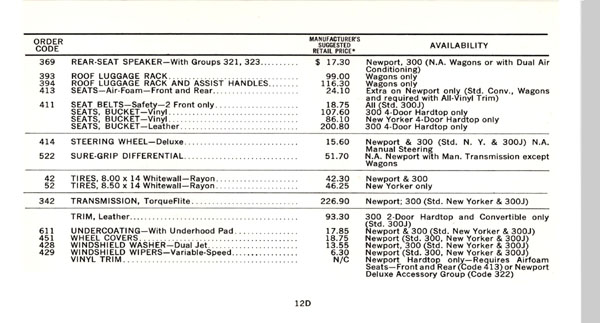 ORDER CODE MANUFACTURER'S SUGGESTED RETAIL PRICE* AVAILABILITY
369 REAR-SEAT SPEAKER—With Groups 321, 323.......... $ 17.30 Newport, 300 (N.A. Wagons or with Dual Air
Conditioning)
393 ROOF LUGGAGE RACK.......... 99.00 Wagons only
394 ROOF LUGGAGE RACK AND ASSIST HANDLES.......... 116.30 Wagons only
413 SEATS—Air-Foam—Front and Rear.......... 24.10 Extra on Newport only (Std. Conv., Wagons
and required with All-Vinyl Trim)
411 SEAT BELTS—Safety—2 Front only.......... 18.75 All (Std. 300J)
SEATS, BUCKET—Vinyl.......... 107.60 300 4-Door Hardtop only
SEATS, BUCKET—Vinyl.......... 86.10 New Yorker 4-Door Hardtop only
SEATS, BUCKET—Leather.......... 200.80 300 4-Door Hardtop only
414 STEERING WHEEL—Deluxe.......... 15.60 Newport & 300 (Std. N. Y. & 300J) N.A.
Manual Steering
522 SURE-GRIP DIFFERENTIAL.......... 51.70 N.A. Newport with Man. Transmission except
Wagons
42 TIRES, 8.00 x 14 Whitewall—Rayon.......... 42.30 Newport & 300
52 TIRES, 8.50 x 14 Whitewall—Rayon.......... 46.25 New Yorker only
342 TRANSMISSION, TorqueFlite.......... 226.90 Newport; 300 (Std. New Yorker & 300J)
TRIM, Leather.......... 93.30 300 2-Door Hardtop and Convertible only
(Std. 300J)
611 UNDERCOATING—With Underhood Pad.......... 17.85 Newport & 300 (Std. New Yorker & 300J)
451 WHEEL COVERS.......... 18.75 Newport (Std. 300, New Yorker & 300J)
428 WINDSHIELD WASHER—Dual Jet.......... 13.55 Newport, 300 (Std. New Yorker & 300J)
429 WINDSHIELD WIPERS—Variable-Speed.......... 6.30 Newport (Std. 300, New Yorker & 300J)
VINYL TRIM.......... N/C Newport Hardtop only—Requires Airfoam
Seats—Front and Rear (Code 413) or Newport
Deluxe Accessory Group (Code 322)
12D